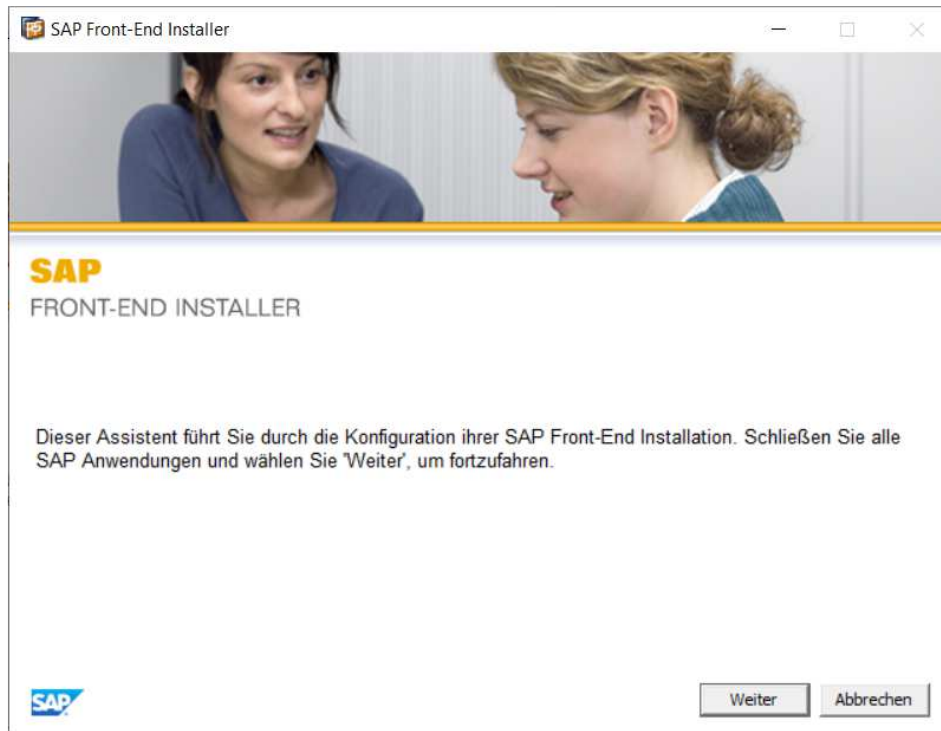 SAP Front-End Installer
SAP
FRONT-END INSTALLER
Dieser Assistent führt Sie durch die Konfiguration ihrer SAP Front-End Installation. Schließen Sie alle
SAP Anwendungen und wählen Sie 'Weiter', um fortzufahren.
SAP
Weiter
Abbrechen